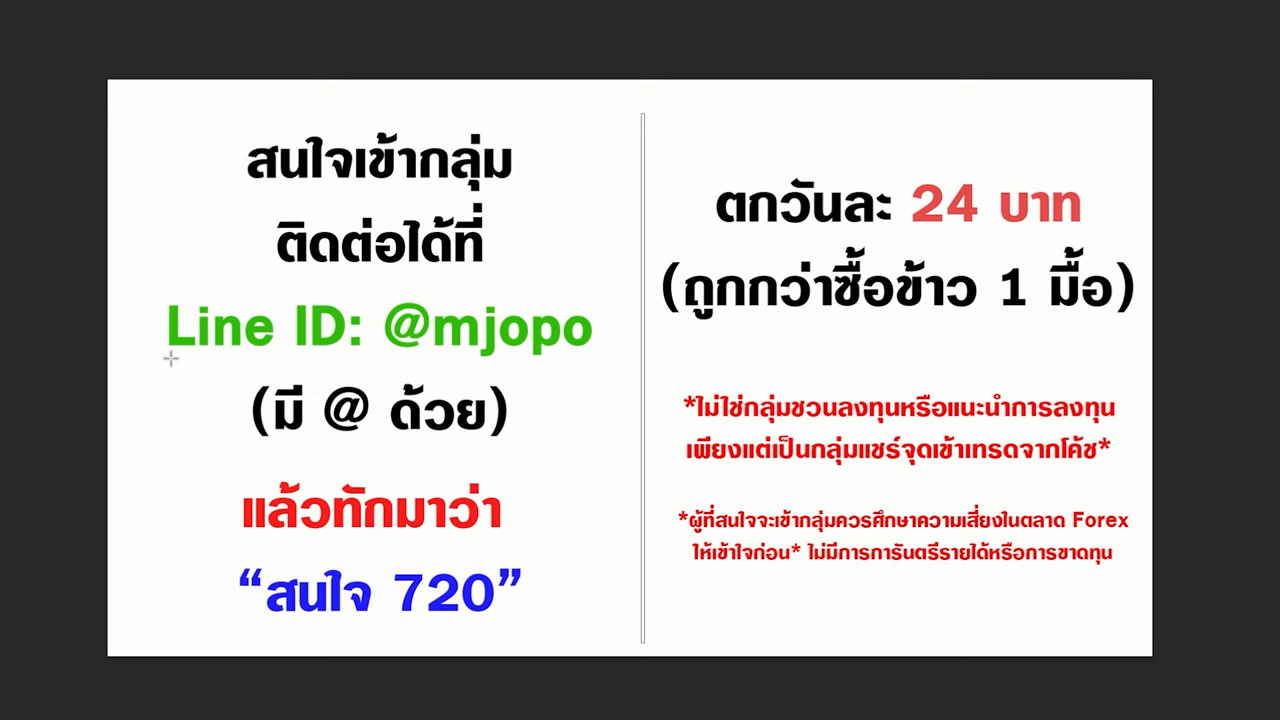 สนใจเข้ากลุ่ม
ติดต่อได้ที่
Line ID: @mjopo
(มี @ ด้วย)
แล้วทักมาว่า
“สนใจ 720”
ตกวันละ 24 บาท
(ถูกกว่าซื้อข้าว 1 มื้อ)
*ไม่ใช่กลุ่มชวนลงทุนหรือแนะนำการลงทุน
เพียงแต่เป็นกลุ่มแชร์จุดเข้าเทรดจากโค้ช*
*ผู้ที่สนใจจะเข้ากลุ่มควรศึกษาความเสี่ยงในตลาด Forex
ให้เข้าใจก่อน* ไม่มีการการันตรีรายได้หรือการขาดทุน